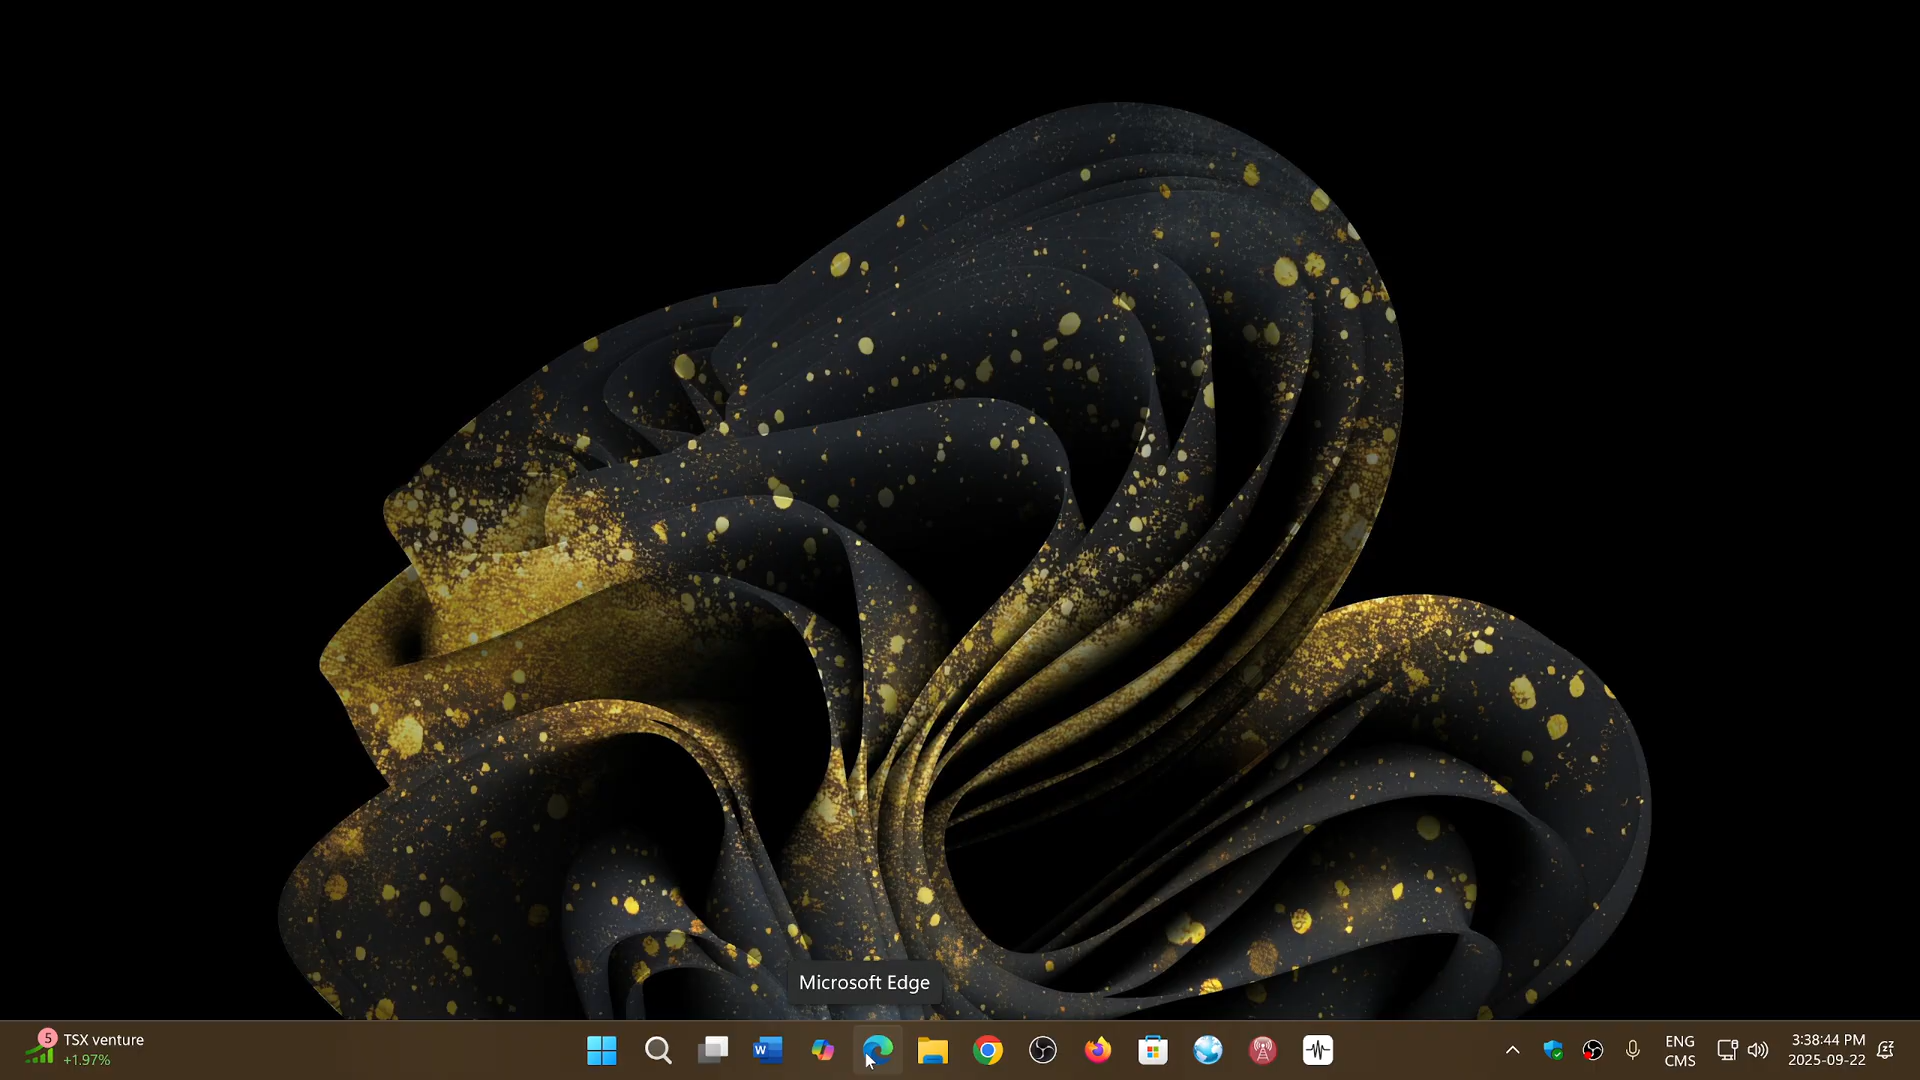 Microsoft Edge
5
TSX venture
+1.97%
W
ENG
CMS
3:38:44 PM
2025-09-22